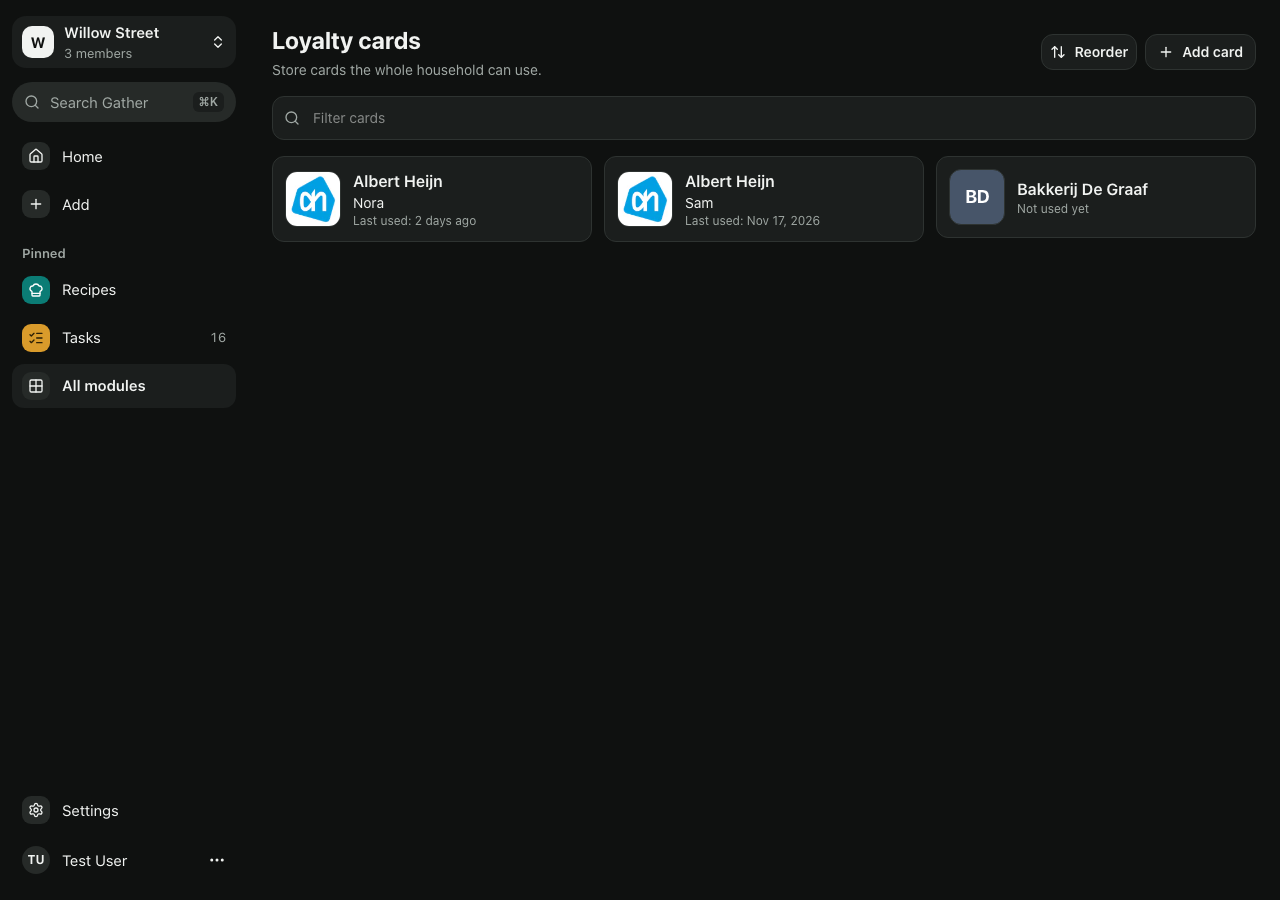 W
Willow Street
3 members
Search Gather
⌘K
Home
Add
Pinned
Recipes
Tasks
16
All modules
Settings
TU
Test User
Loyalty cards
Store cards the whole household can use.
Reorder
Add card
Filter cards
ah
Albert Heijn
Nora
Last used: 2 days ago
ah
Albert Heijn
Sam
Last used: Nov 17, 2026
BD
Bakkerij De Graaf
Not used yet